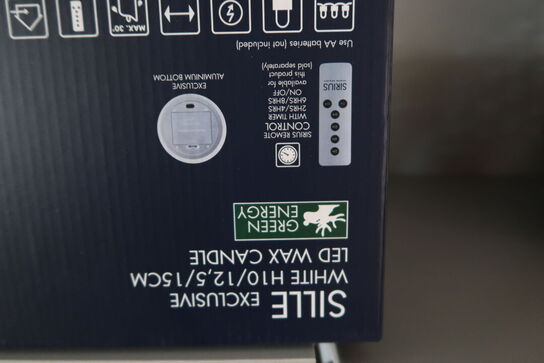 SILLE EXCLUSIVE
WHITE H10/12,5/15CM
LED WAX CANDLE
GREEN
ENERGY
SIRIUS REMOTE
CONTROL
WITH TIMER
2HRS/4HRS
6HRS/8HRS
ON/OFF
available for
this product
(sold separately)
SIRIUS
EXCLUSIVE
ALUMINIUM BOTTOM
Use AA batteries (not included)
MAX. 30°